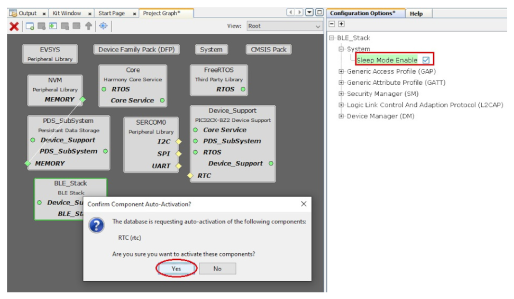 Output × Kit Window × Start Page × Project Graph*
View: Root
EVSYS
Peripheral Library
Device Family Pack (DFP)
System
CMSIS Pack
NVM
Peripheral Library
MEMORY
Core
Harmony Core Service
RTOS
Core Service
FreeRTOS
Third Party Library
RTOS
PDS_SubSystem
Persistent Data Storage
Device_Support
PDS_SubSystem
MEMORY
SERCOM0
Peripheral Library
I2C
SPI
UART
Device_Support
PIC32CX-BZ2 Device Support
Core Service
PDS_SubSystem
RTOS
Device_Support
RTC
BLE_Stack
BLE Stack
Confirm Component Auto-Activation? ×
The database is requesting auto-activation of the following components:
RTC (rtc)
Are you sure you want to activate these components?
Yes No
Configuration Options* Help
BLE_Stack
System
Sleep Mode Enable
Generic Access Profile (GAP)
Generic Attribute Profile (GATT)
Security Manager (SM)
Logic Link Control And Adaption Protocol (L2CAP)
Device Manager (DM)